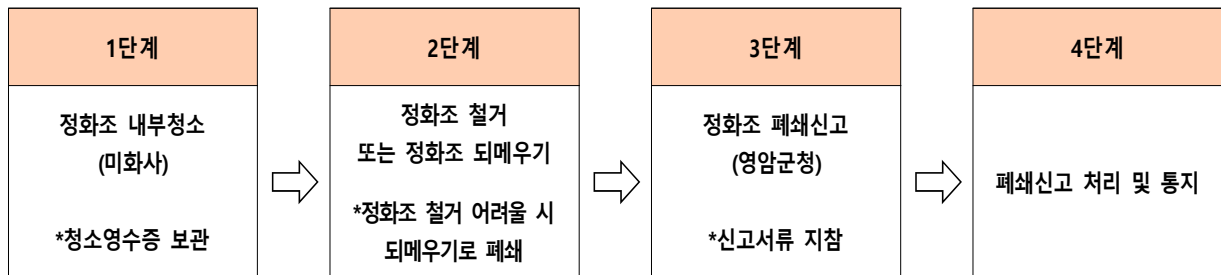 1단계
정화조 내부청소
(미화사)
*청소영수증 보관
2단계
정화조 철거
또는 정화조 되메우기
*정화조 철거 어려울 시
되메우기로 폐쇄
3단계
정화조 폐쇄신고
(영암군청)
*신고서류 지참
4단계
폐쇄신고 처리 및 통지